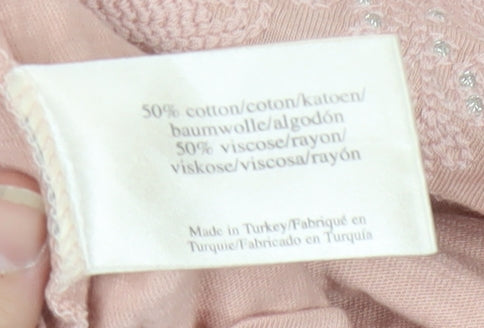 50% cotton/coton/katoen/
baumwolle/algodón
50% viscose/rayon/
viskose/viscosa/rayón
Made in Turkey/Fabriqué en
Turquie/Fabricado en Turquía